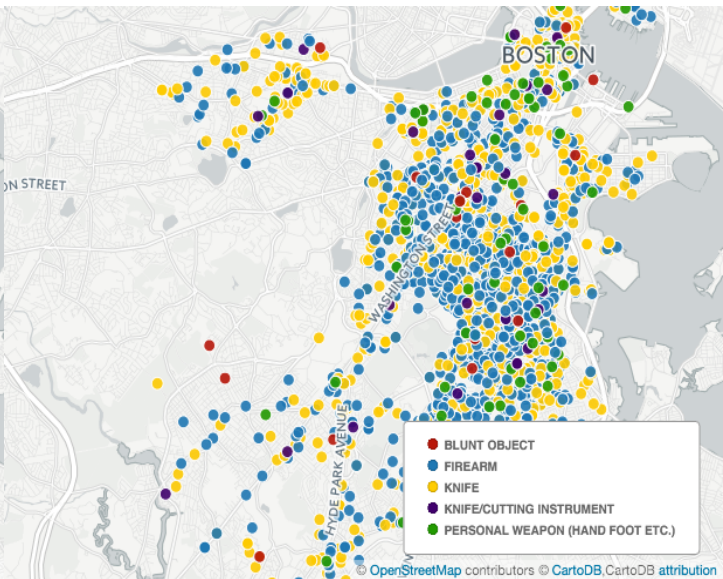 BOSTON
ON STREET
WASHINGTON STREET
HYDE PARK AVENUE
BLUNT OBJECT
FIREARM
KNIFE
KNIFE/CUTTING INSTRUMENT
PERSONAL WEAPON (HAND FOOT ETC.)
© OpenStreetMap contributors © CartoDB,CartoDB attribution